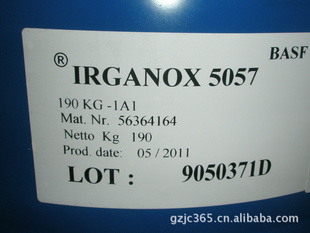 BASF
® IRGANOX 5057
190 KG -1A1
Mat. Nr. 56364164
Netto Kg 190
Prod. date: 05 / 2011
LOT : 9050371D
gzjc365.cn.alibaba.com